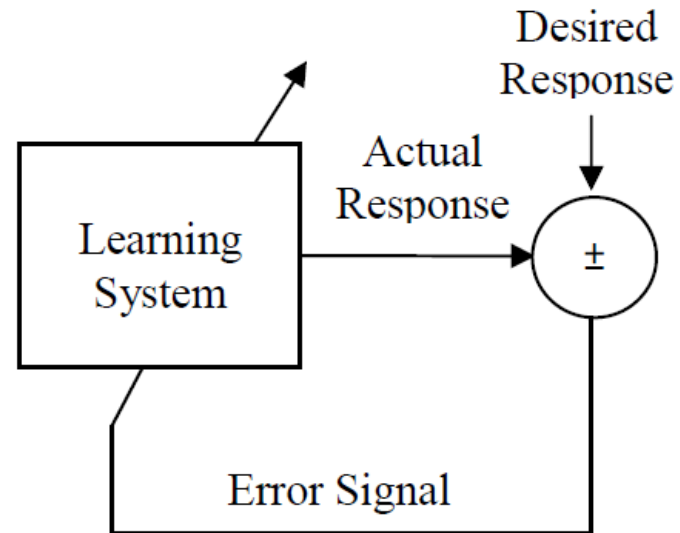 Desired
Response
Actual
Response
Learning
System
±
Error Signal